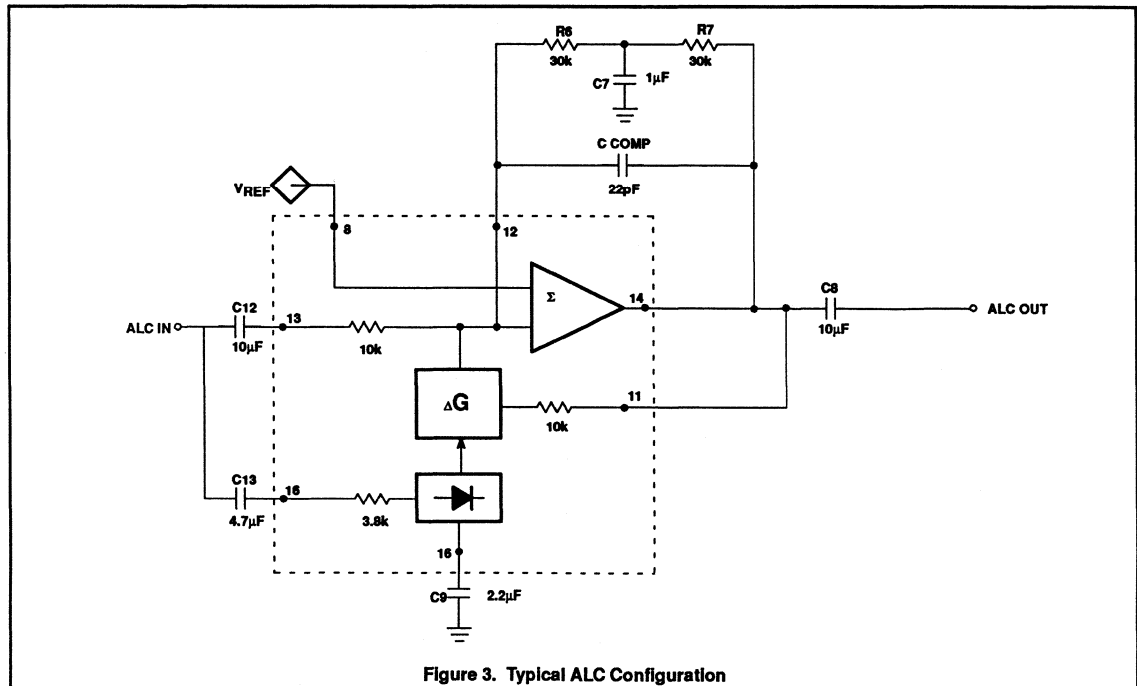 R6
R7
30k
30k
C7
1µF
C COMP
22pF
VREF
8
12
Σ
14
C8
10µF
ALC OUT
ALC IN
C12
10µF
13
10k
ΔG
11
10k
C13
4.7µF
16
3.8k
16
C9
2.2µF
Figure 3. Typical ALC Configuration